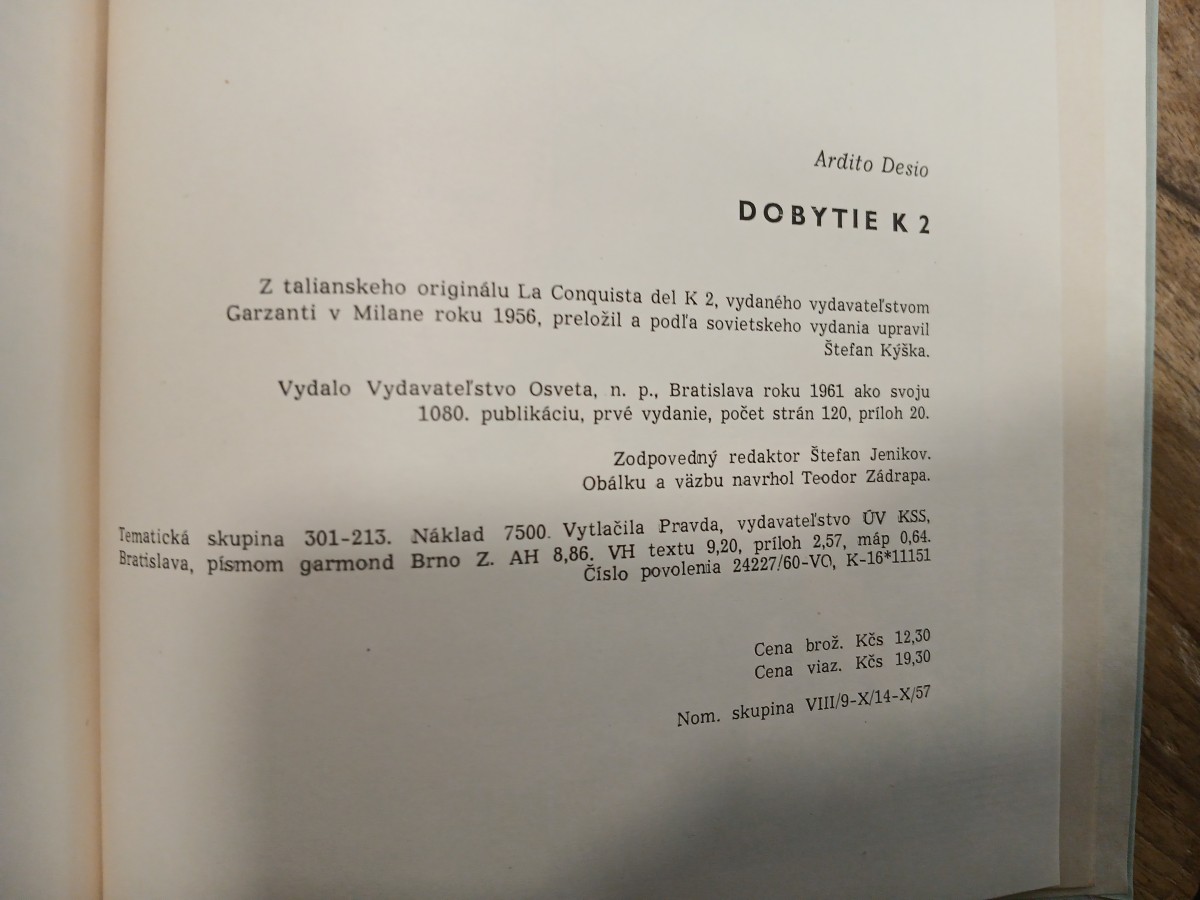 Ardito Desio
DOBYTIE K 2
Z talianskeho originálu La Conquista del K 2, vydaného vydavateľstvom
Garzanti v Milane roku 1956, preložil a podľa sovietskeho vydania upravil
Štefan Kýška.
Vydalo Vydavateľstvo Osveta, n. p., Bratislava roku 1961 ako svoju
1080. publikáciu, prvé vydanie, počet strán 120, príloh 20.
Zodpovedný redaktor Štefan Jenikov.
Obálku a väzbu navrhol Teodor Zádrapa.
Tematická skupina 301-213. Náklad 7500. Vytlačila Pravda, vydavateľstvo ÚV KSS,
Bratislava, písmom garmond Brno Z. AH 8,86. VH textu 9,20, príloh 2,57, máp 0,64.
Číslo povolenia 24227/60-VO, K-16*11151
Cena brož. Kčs 12,30
Cena viaz. Kčs 19,30
Nom. skupina VIII/9-X/14-X/57